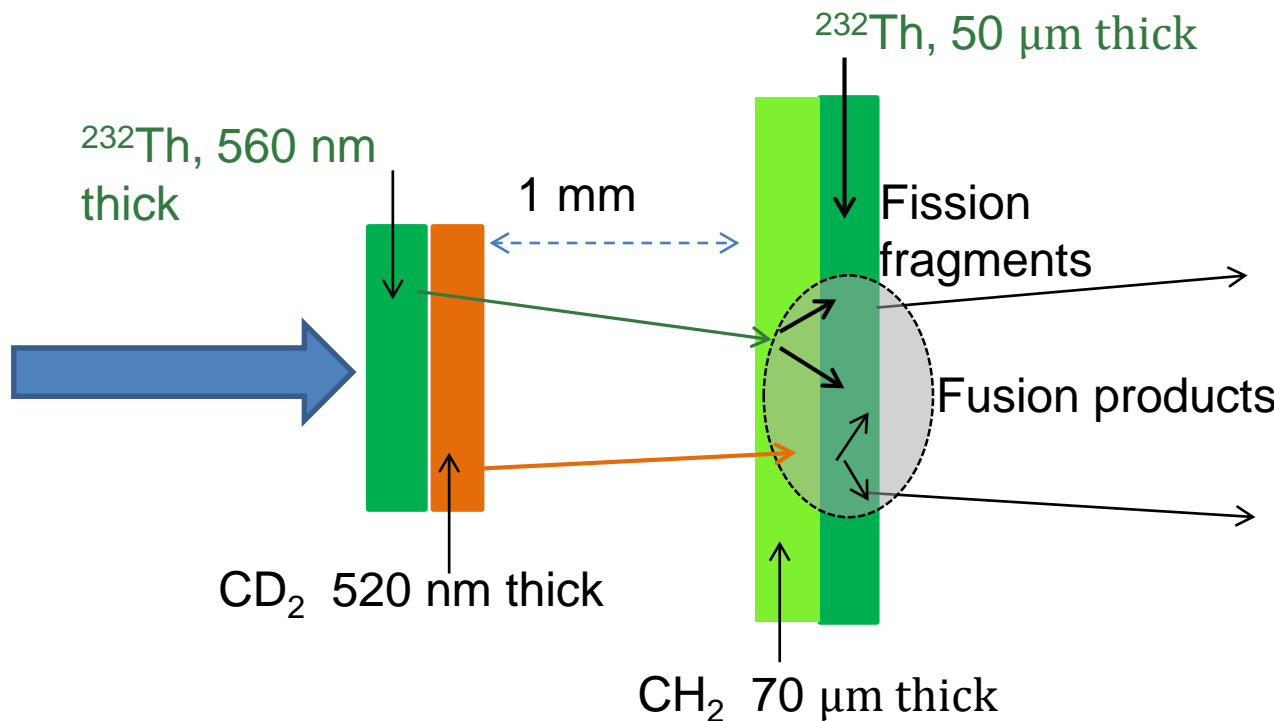 ²³²Th, 50 μm thick
²³²Th, 560 nm
thick
1 mm
Fission
fragments
Fusion products
CD₂ 520 nm thick
CH₂ 70 μm thick